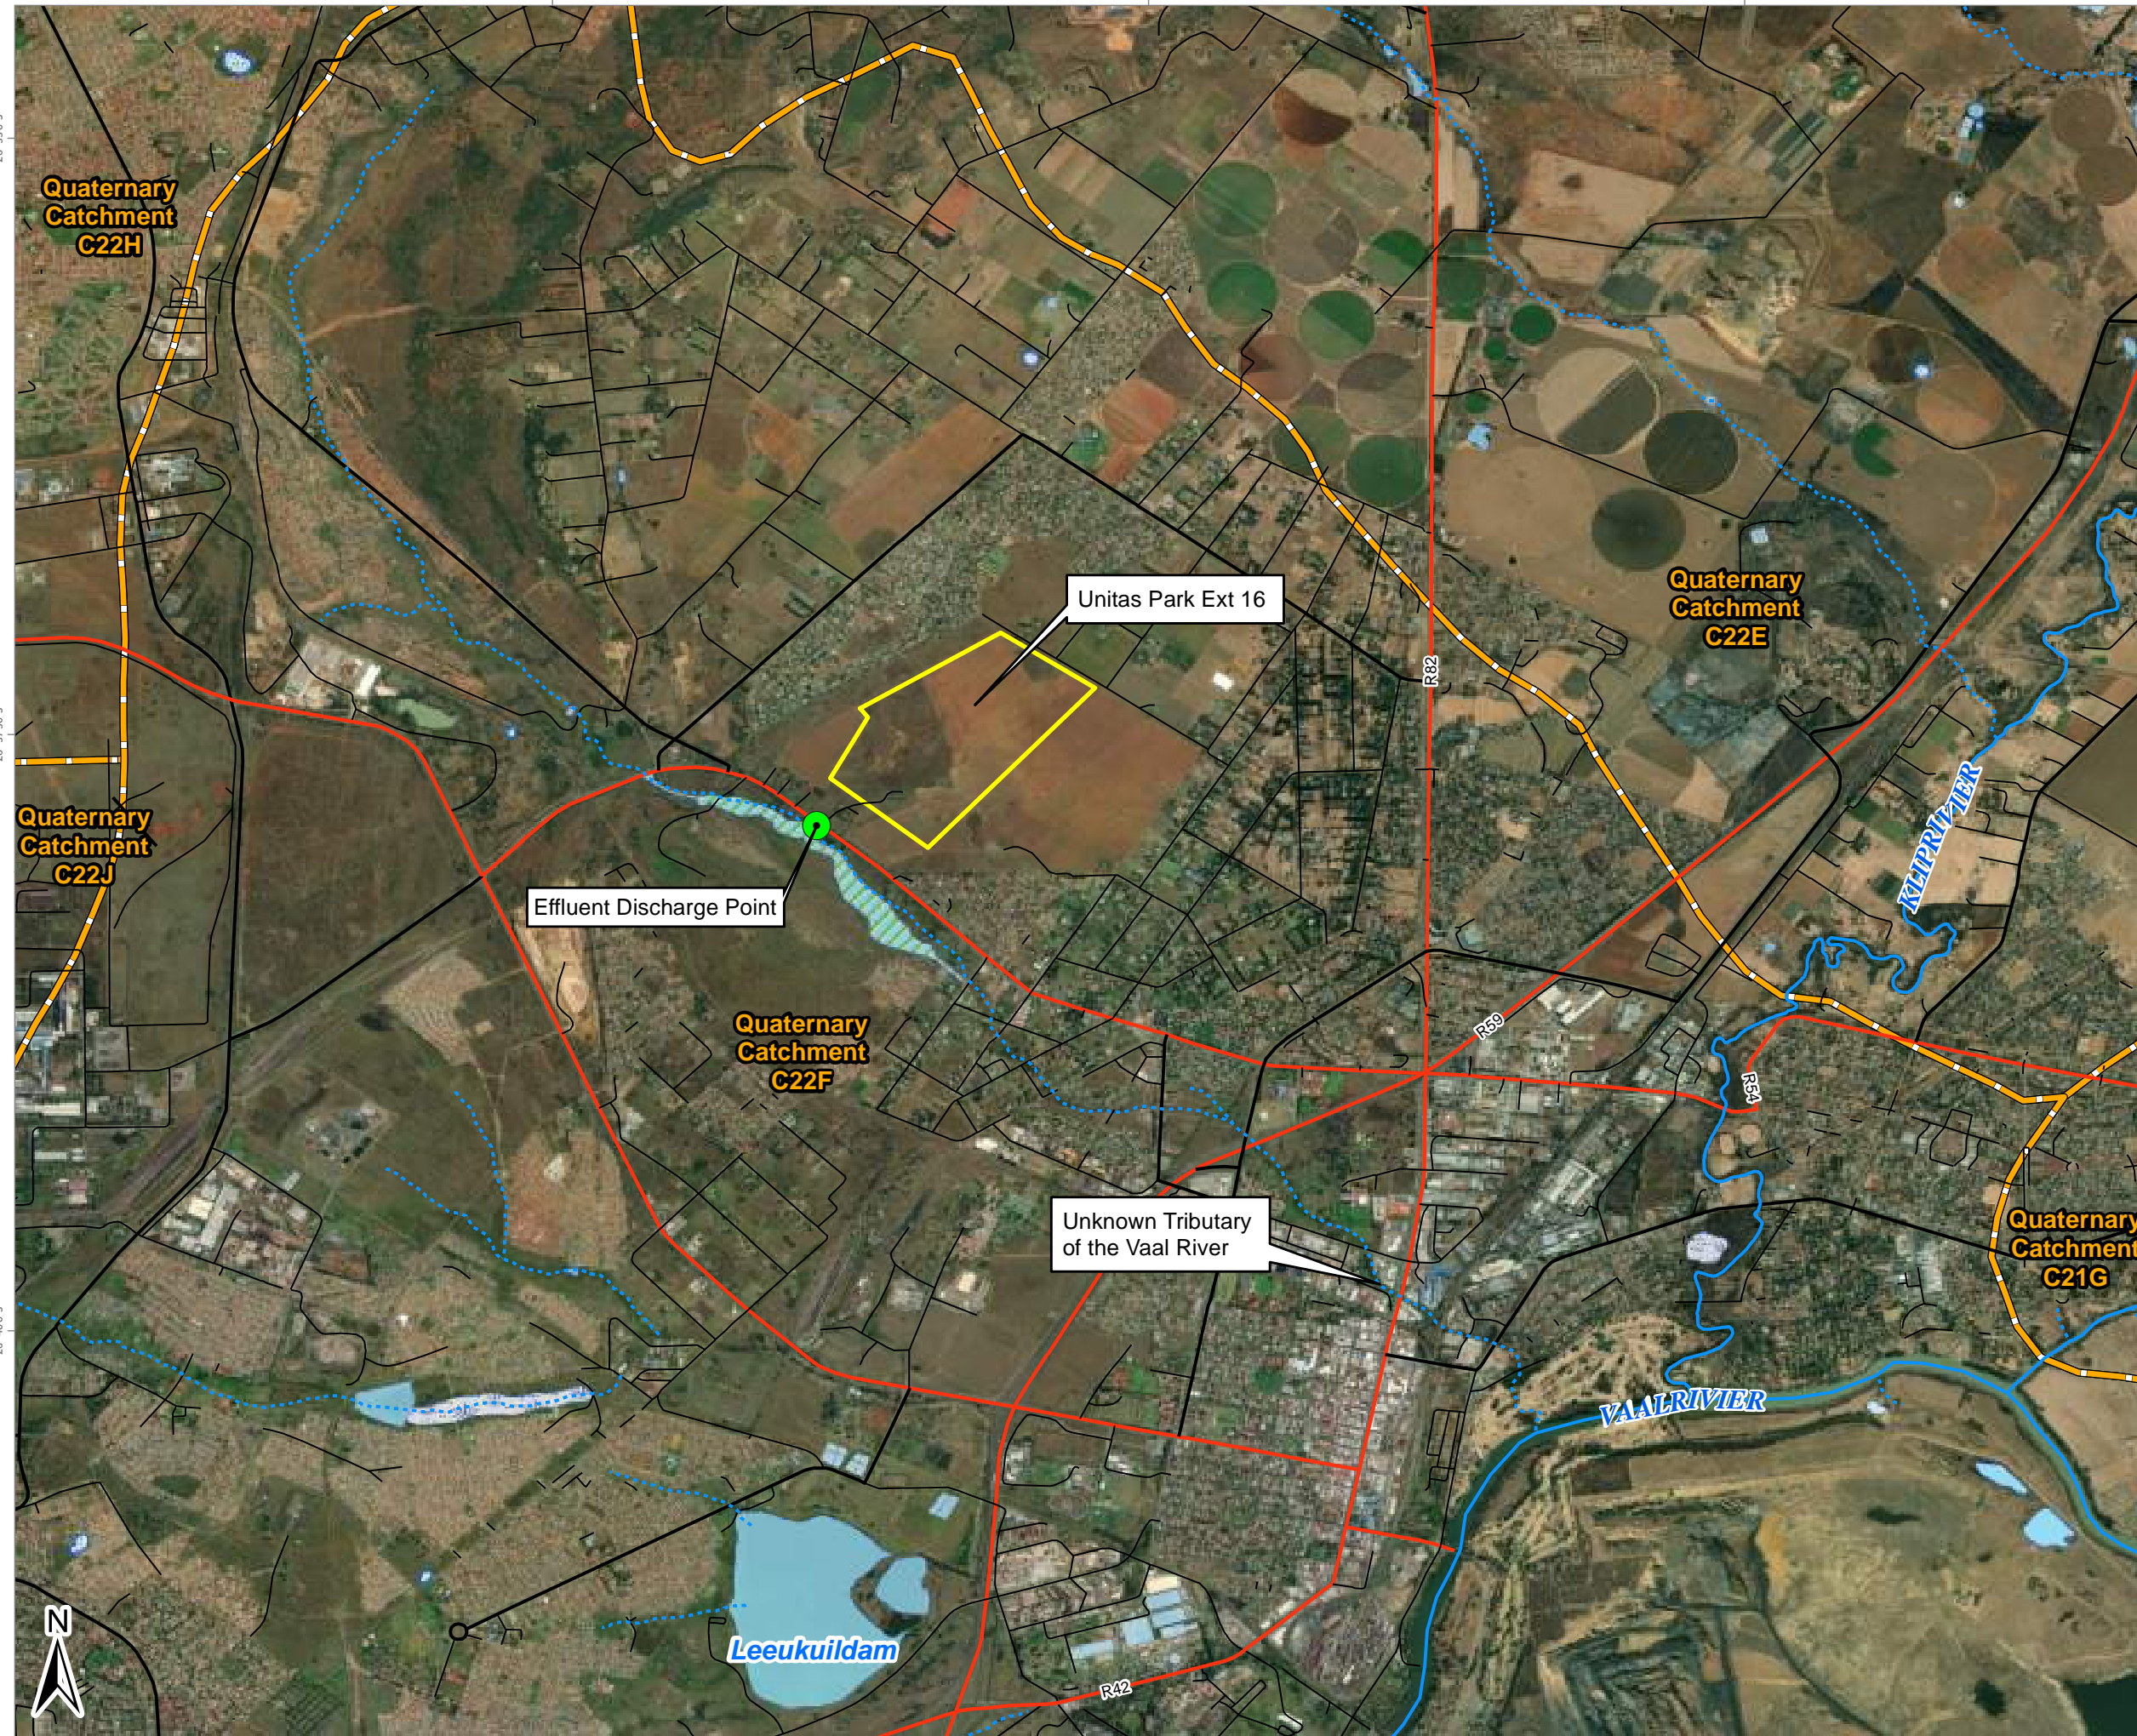 Quaternary
Catchment
C22H
Unitas Park Ext 16
Quaternary
Catchment
C22E
R82
KLIPRIVIER
Quaternary
Catchment
C22J
Effluent Discharge Point
Quaternary
Catchment
C22F
R59
R54
Unknown Tributary
of the Vaal River
Quaternary
Catchment
C21G
VAALRIVIER
N
Leeukuildam
R42